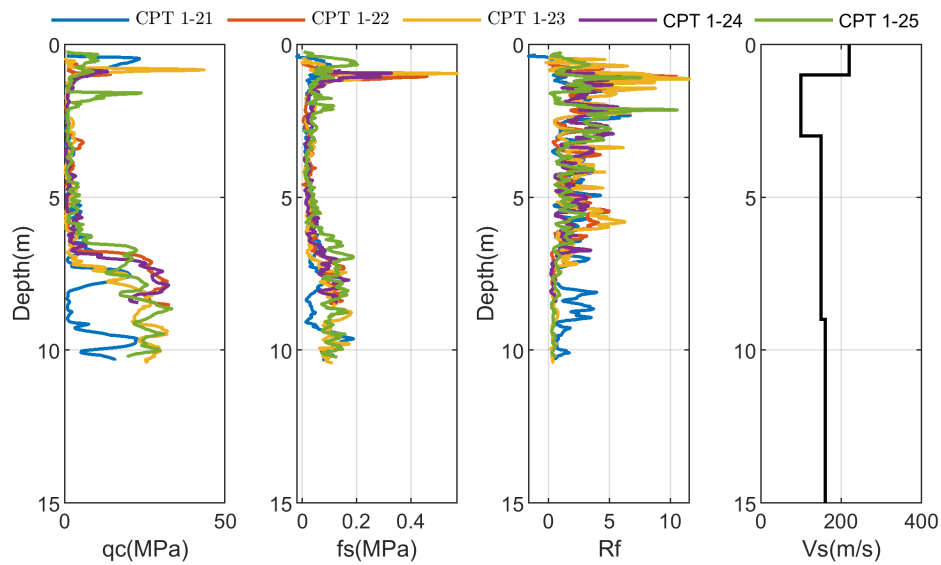 CPT 1-21 CPT 1-22 CPT 1-23 CPT 1-24 CPT 1-25
0 0 0 0
5 5 5 5
10 10 10 10
15 15 15 15
Depth(m) Depth(m)
0 50 0 0.2 0.4 0 5 10 0 200 400
qc(MPa) fs(MPa) Rf Vs(m/s)